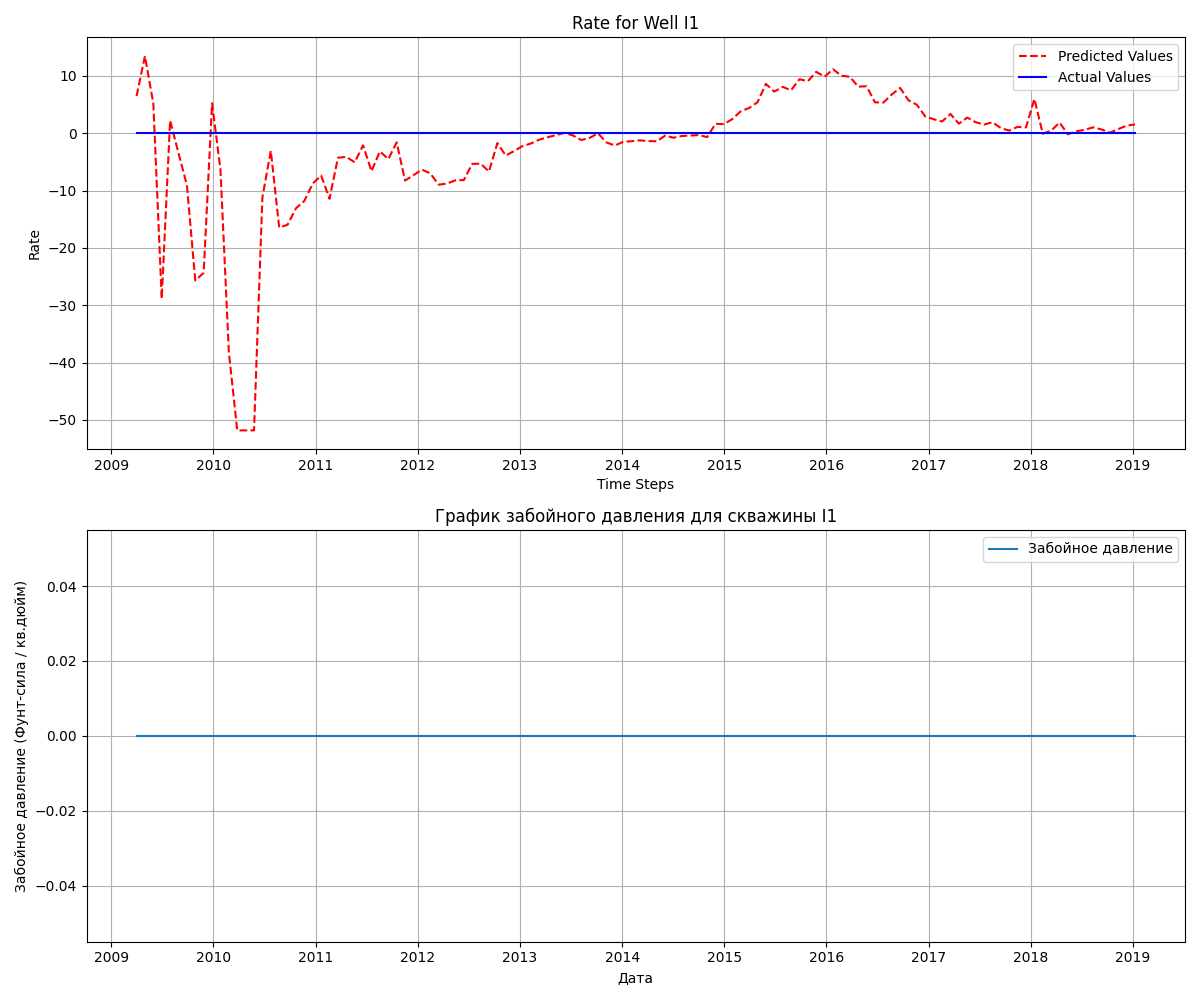 Rate for Well I1
Predicted Values
Actual Values
10
0
−10
−20
−30
−40
−50
Rate
2009 2010 2011 2012 2013 2014 2015 2016 2017 2018 2019
Time Steps
График забойного давления для скважины I1
Забойное давление
0.04
0.02
0.00
−0.02
−0.04
Забойное давление (Фунт-сила / кв.дюйм)
2009 2010 2011 2012 2013 2014 2015 2016 2017 2018 2019
Дата